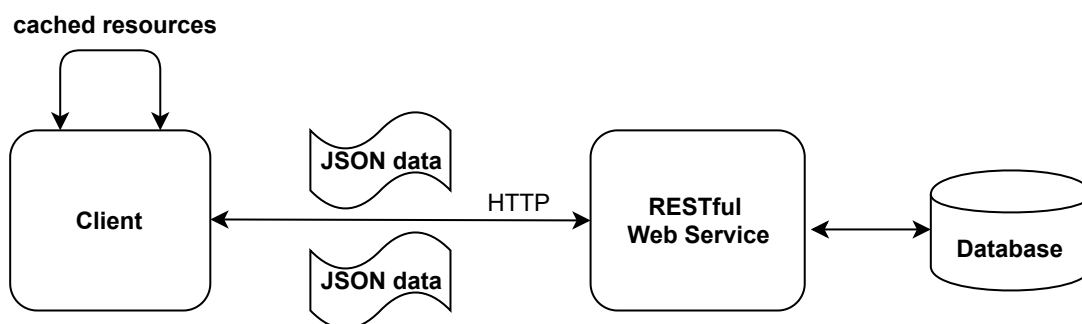 cached resources
JSON data
HTTP
Client
RESTful
Web Service
Database
JSON data